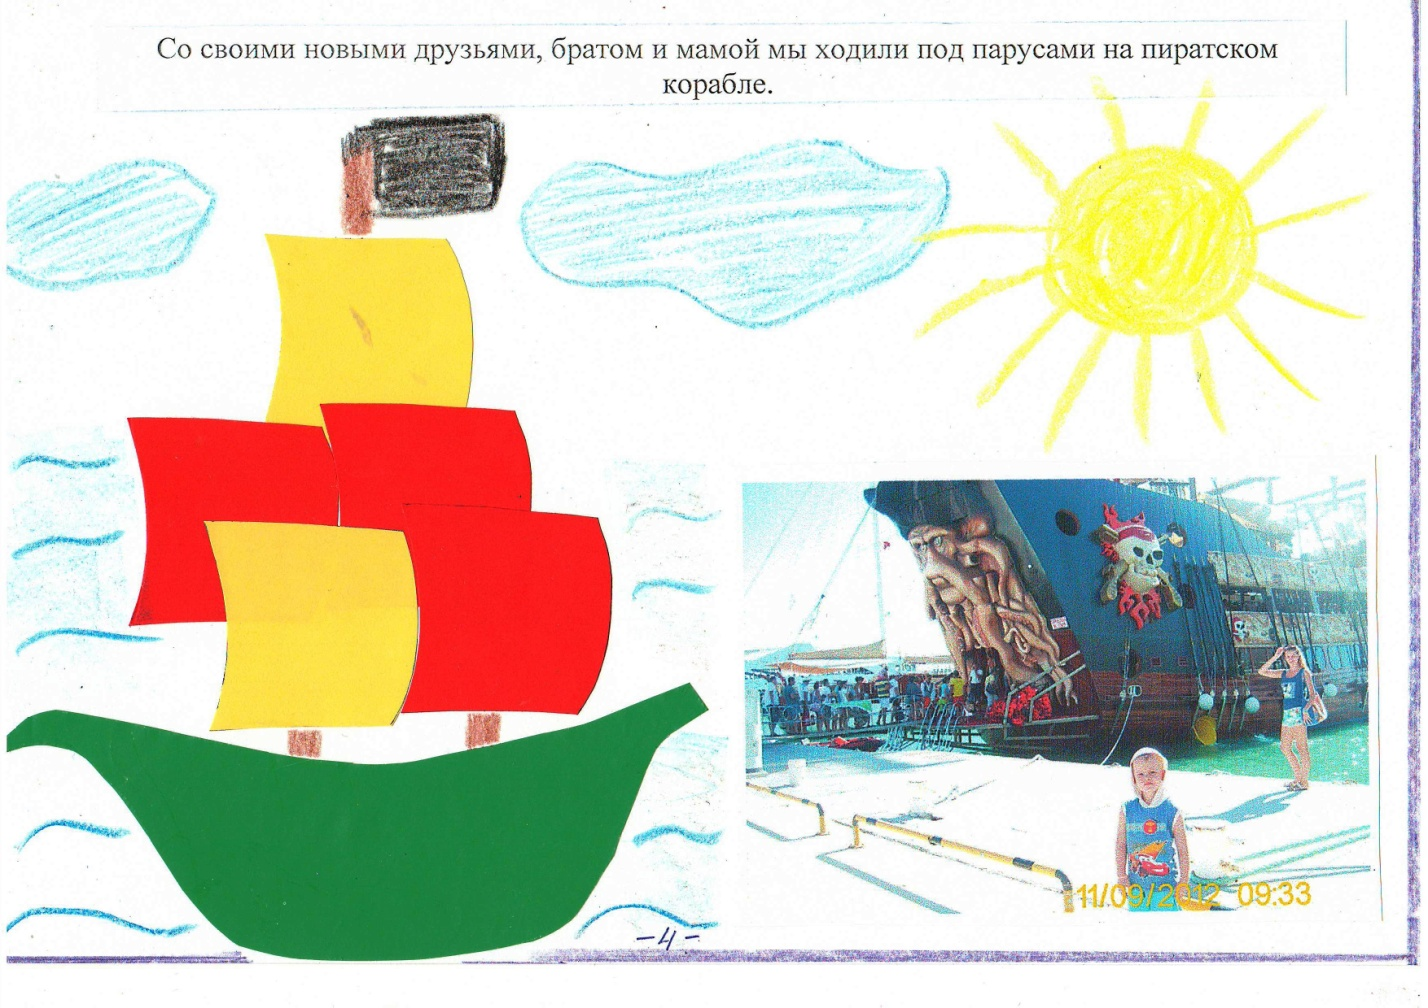 Со своими новыми друзьями, братом и мамой мы ходили под парусами на пиратском
корабле.
11/09/2012 09:33
-4-